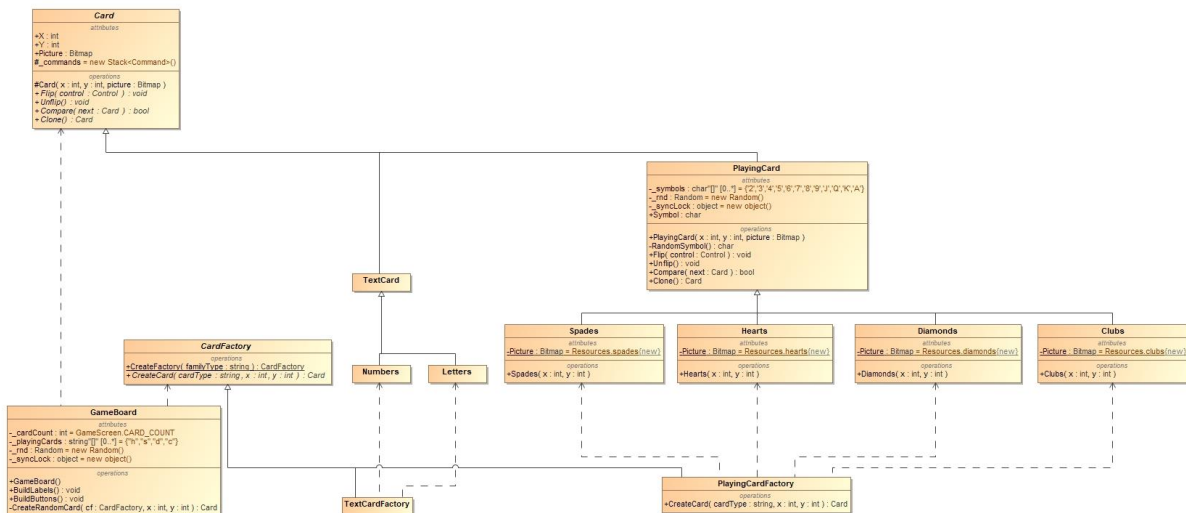 Card
attributes
+X : int
+Y : int
+Picture : Bitmap
#_commands = new Stack<Command>()
operations
#Card( x : int, y : int, picture : Bitmap )
+Flip( control : Control ) : void
+Unflip() : void
+Compare( next : Card ) : bool
+Clone() : Card
PlayingCard
attributes
-_symbols : char"[]" [0..*] = {'2','3','4','5','6','7','8','9','J','Q','K','A'}
-_rnd : Random = new Random()
-_syncLock : object = new object()
+Symbol : char
operations
+PlayingCard( x : int, y : int, picture : Bitmap )
-RandomSymbol() : char
+Flip( control : Control ) : void
+Unflip() : void
+Compare( next : Card ) : bool
+Clone() : Card
TextCard
CardFactory
operations
+CreateFactory( familyType : string ) : CardFactory
+CreateCard( cardType : string, x : int, y : int ) : Card
Numbers
Letters
Spades
attributes
-Picture : Bitmap = Resources.spades{new}
operations
+Spades( x : int, y : int )
Hearts
attributes
-Picture : Bitmap = Resources.hearts{new}
operations
+Hearts( x : int, y : int )
Diamonds
attributes
-Picture : Bitmap = Resources.diamonds{new}
operations
+Diamonds( x : int, y : int )
Clubs
attributes
-Picture : Bitmap = Resources.clubs{new}
operations
+Clubs( x : int, y : int )
GameBoard
attributes
-_cardCount : int = GameScreen.CARD_COUNT
-_playingCards : string"[]" [0..*] = {"h","s","d","c"}
-_rnd : Random = new Random()
-_syncLock : object = new object()
operations
+GameBoard()
+BuildLabels() : void
+BuildButtons() : void
-CreateRandomCard( cf : CardFactory, x : int, y : int ) : Card
TextCardFactory
PlayingCardFactory
operations
+CreateCard( cardType : string, x : int, y : int ) : Card